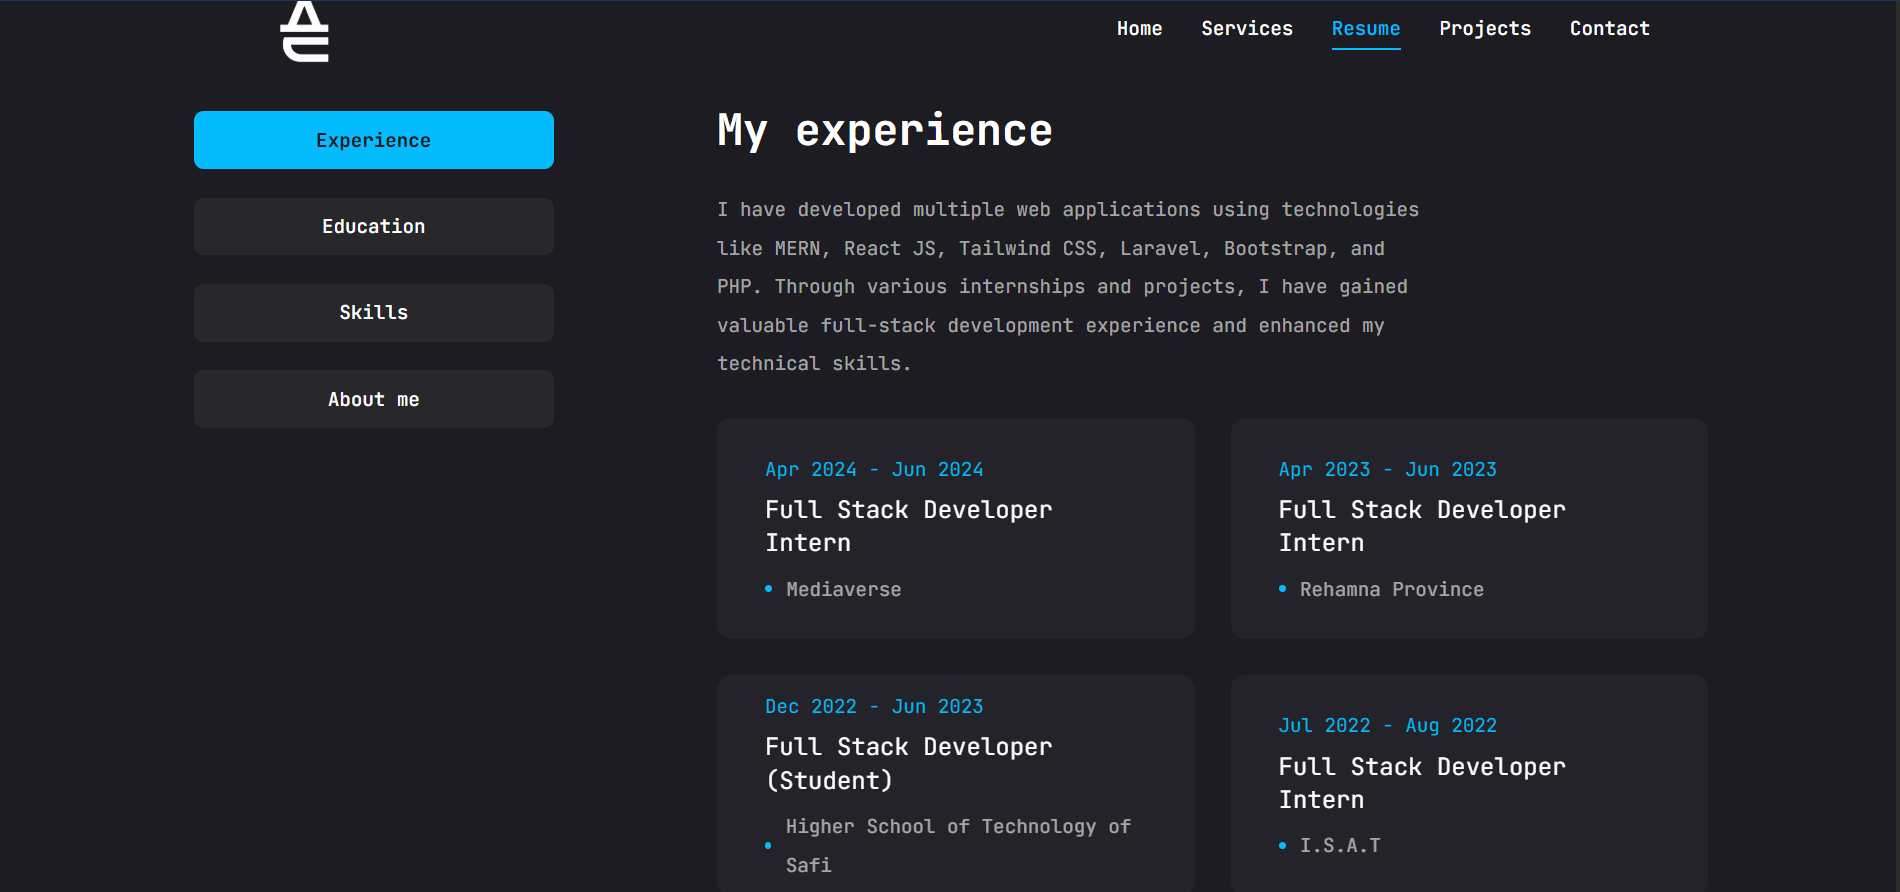 AE
Home Services Resume Projects Contact
Experience
Education
Skills
About me
My experience
I have developed multiple web applications using technologies
like MERN, React JS, Tailwind CSS, Laravel, Bootstrap, and
PHP. Through various internships and projects, I have gained
valuable full-stack development experience and enhanced my
technical skills.
Apr 2024 - Jun 2024
Full Stack Developer
Intern
Mediaverse
Apr 2023 - Jun 2023
Full Stack Developer
Intern
Rehamna Province
Dec 2022 - Jun 2023
Full Stack Developer
(Student)
Higher School of Technology of
Safi
Jul 2022 - Aug 2022
Full Stack Developer
Intern
I.S.A.T